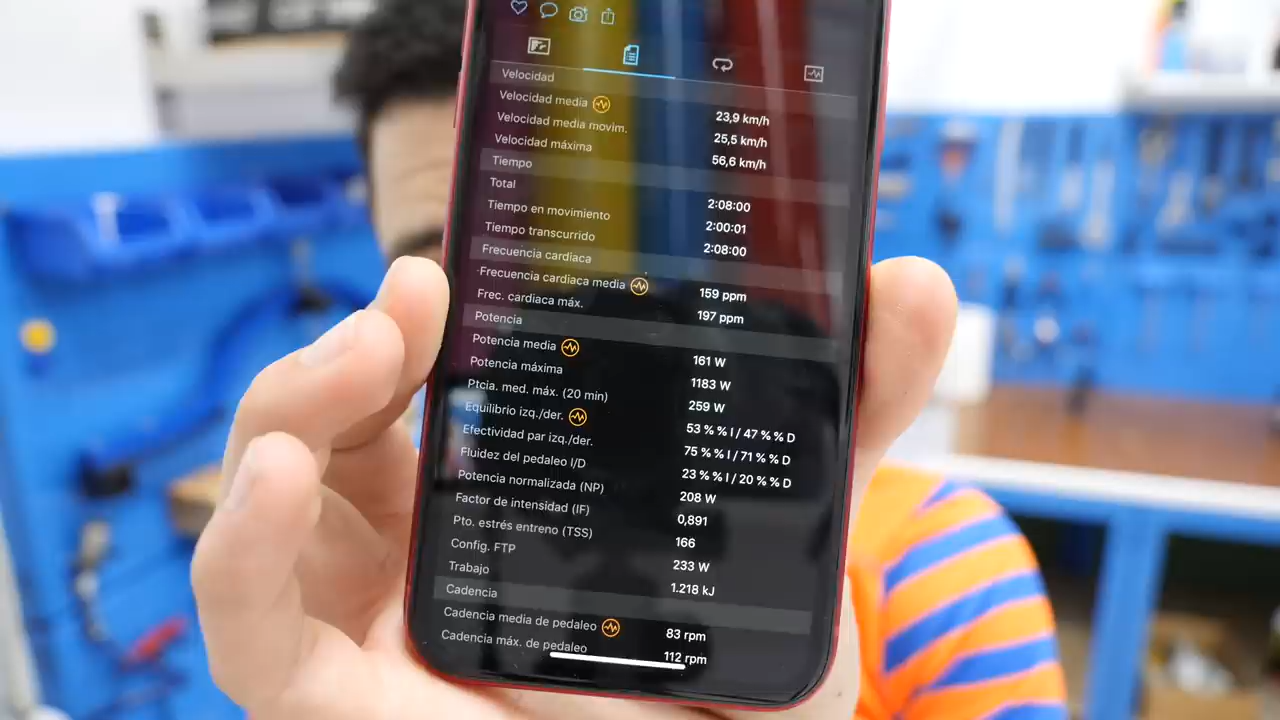 Velocidad
Velocidad media 23,9 km/h
Velocidad media movim. 25,5 km/h
Velocidad máxima 56,6 km/h
Tiempo
Total 2:08:00
Tiempo en movimiento 2:00:01
Tiempo transcurrido 2:08:00
Frecuencia cardiaca
Frecuencia cardiaca media 159 ppm
Frec. cardiaca máx. 197 ppm
Potencia
Potencia media 161 W
Potencia máxima 1183 W
Ptcia. med. máx. (20 min) 259 W
Equilibrio izq./der. 53 % % I / 47 % % D
Efectividad par izq./der. 75 % % I / 71 % % D
Fluidez del pedaleo I/D 23 % % I / 20 % % D
Potencia normalizada (NP) 208 W
Factor de intensidad (IF) 0,891
Pto. estrés entreno (TSS) 166
Config. FTP 233 W
Trabajo 1.218 kJ
Cadencia
Cadencia media de pedaleo 83 rpm
Cadencia máx. de pedaleo 112 rpm